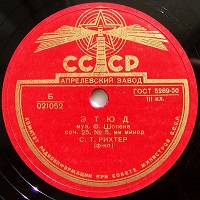 СССР
АПРЕЛЕВСКИЙ ЗАВОД
Б
021052
ГОСТ 5289-50
III кл.
ЭТЮД
муз. Ф. Шопена
соч. 25, № 5, ми минор
С. Т. РИХТЕР
(ф-но)
КОМИТЕТ РАДИОИНФОРМАЦИИ ПРИ СОВЕТЕ МИНИСТРОВ СССР